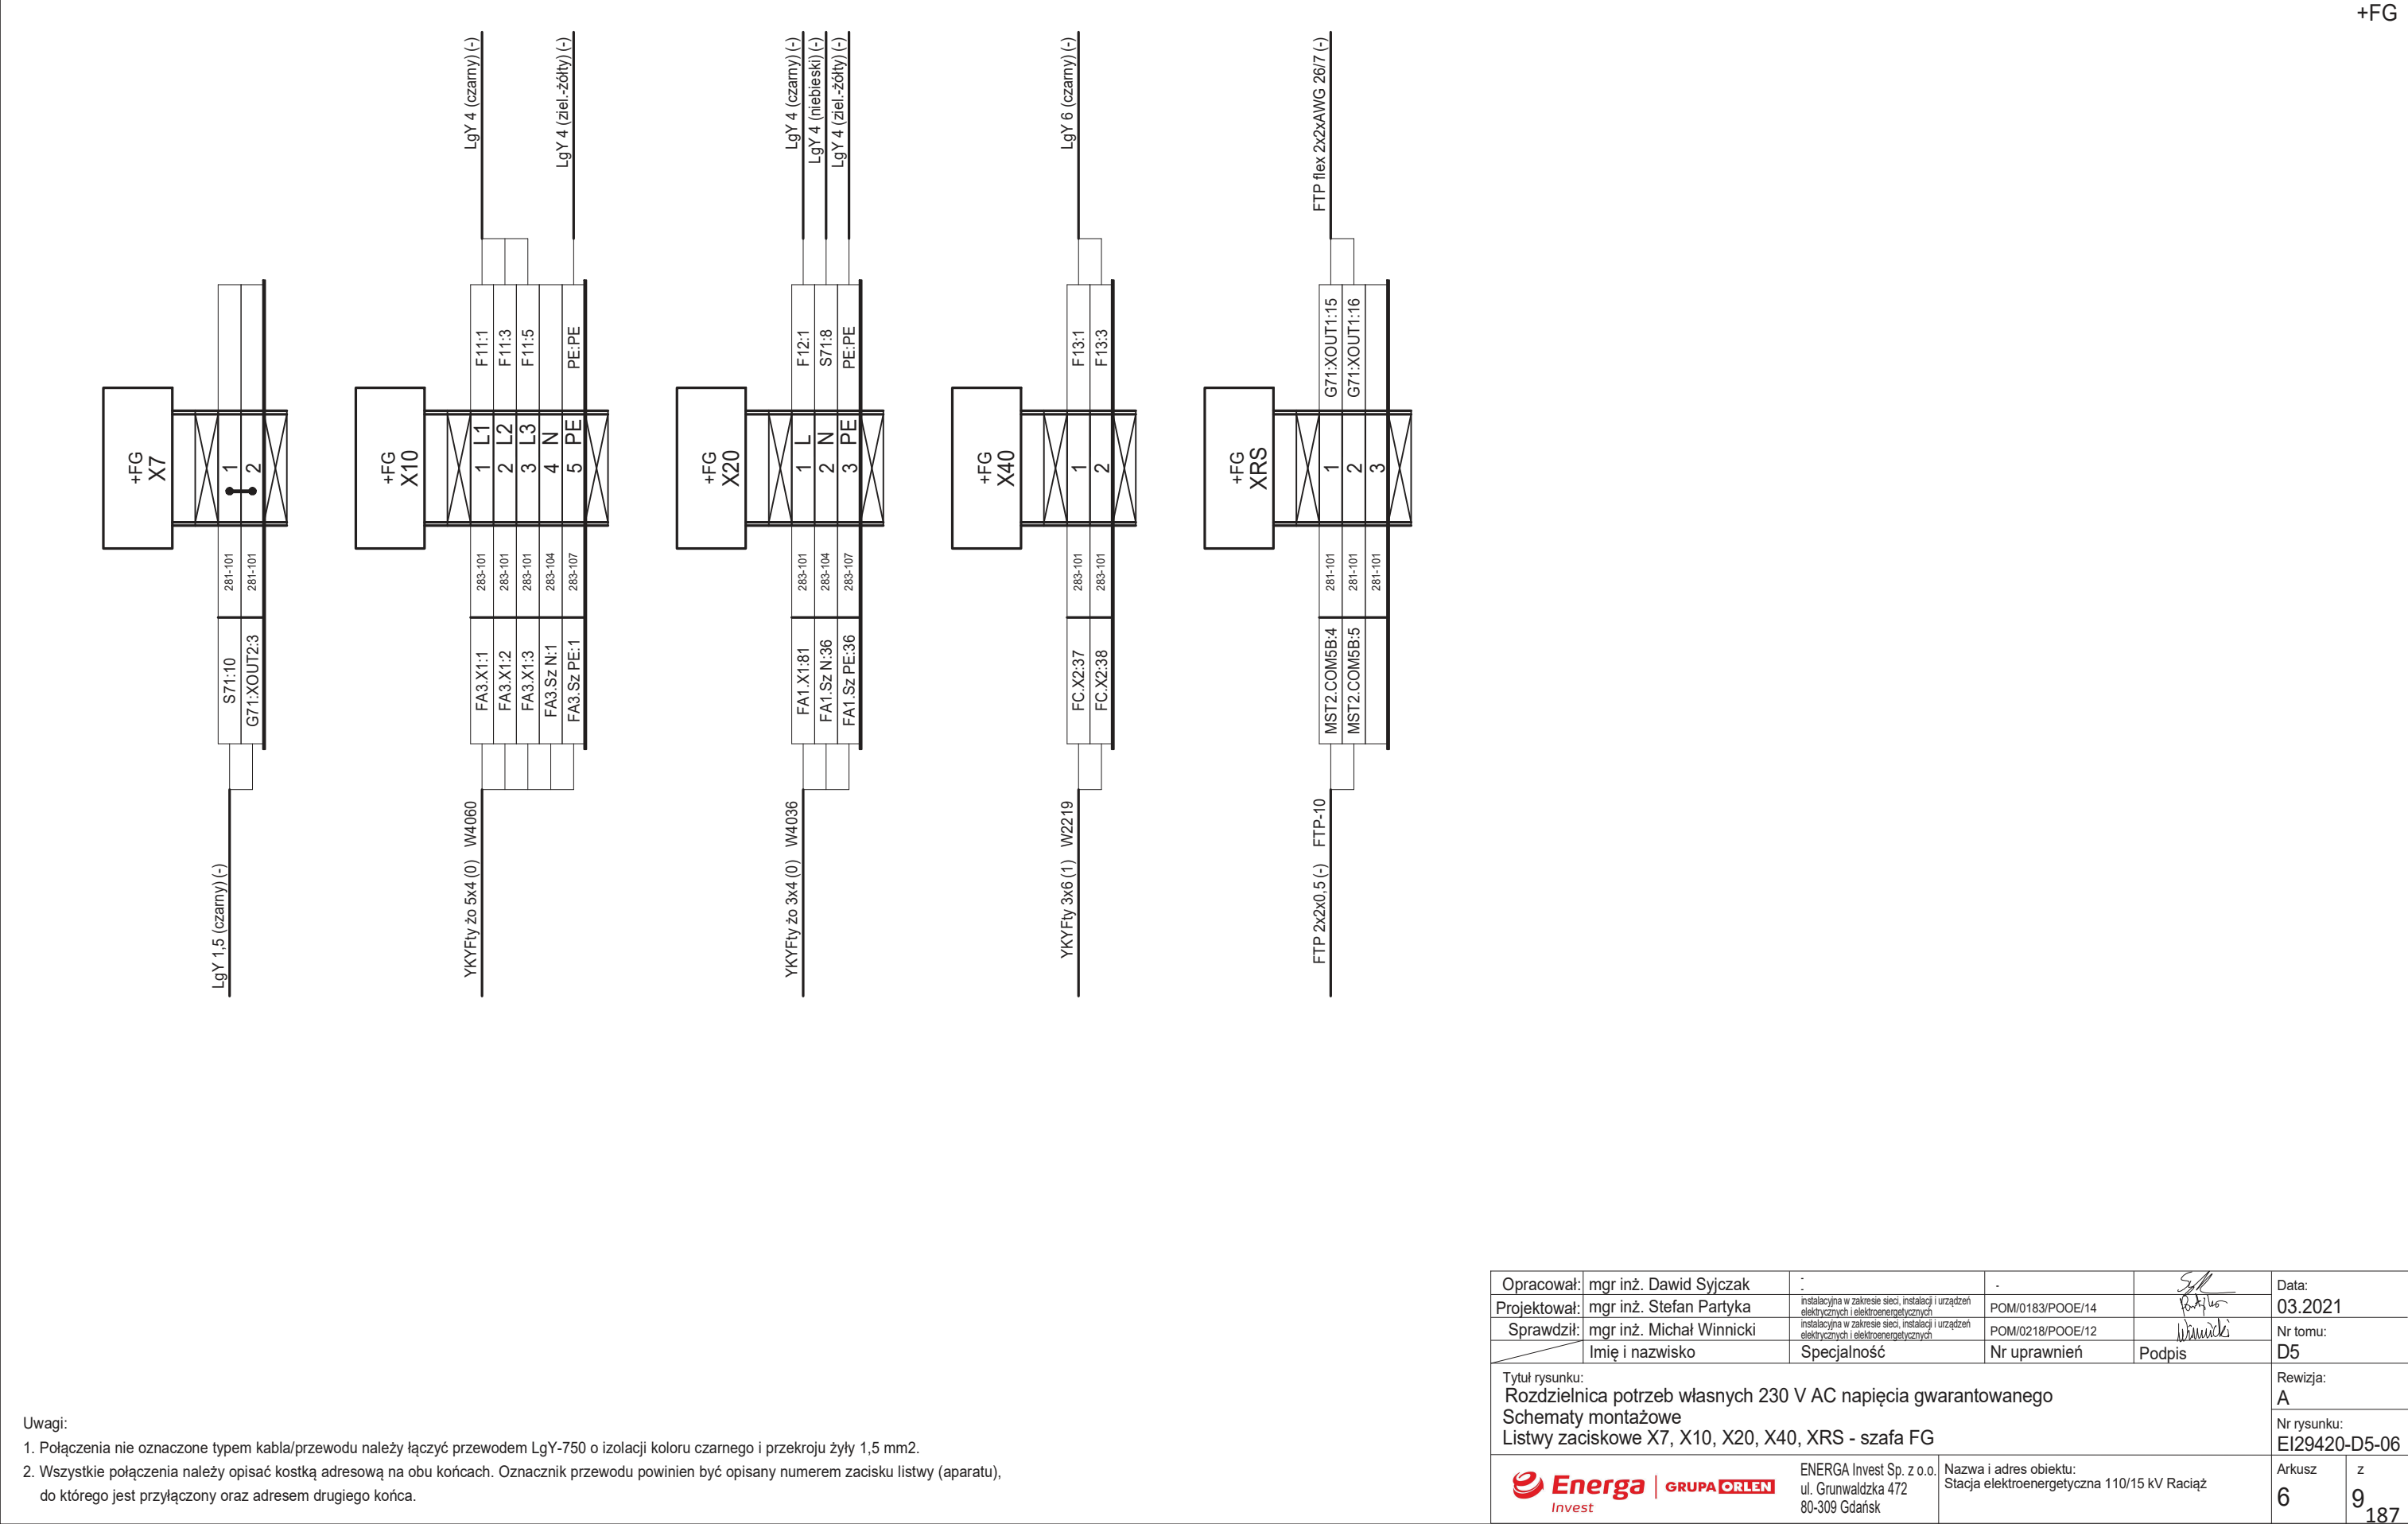 +FG
LgY 4 (czarny) (-)
LgY 4 (ziel.-żółty) (-)
LgY 4 (czarny) (-)
LgY 4 (niebieski) (-)
LgY 4 (ziel.-żółty) (-)
LgY 6 (czarny) (-)
FTP flex 2x2xAWG 26/7 (-)
+FG
X7
1
2
281-101
281-101
S71:10
G71:XOUT2:3
LgY 1,5 (czarny) (-)
+FG
X10
F11:1
F11:3
F11:5
PE:PE
1 L1
2 L2
3 L3
4 N
5 PE
283-101
283-101
283-101
283-104
283-107
FA3.X1:1
FA3.X1:2
FA3.X1:3
FA3.Sz N:1
FA3.Sz PE:1
YKYFty żo 5x4 (0) W4060
+FG
X20
F12:1
S71:8
PE:PE
1 L
2 N
3 PE
283-101
283-104
283-107
FA1.X1:81
FA1.Sz N:36
FA1.Sz PE:36
YKYFty żo 3x4 (0) W4036
+FG
X40
F13:1
F13:3
1
2
283-101
283-101
FC.X2:37
FC.X2:38
YKYFty 3x6 (1) W2219
+FG
XRS
G71:XOUT1:15
G71:XOUT1:16
1
2
3
281-101
281-101
281-101
MST2.COM5B:4
MST2.COM5B:5
FTP 2x2x0,5 (-) FTP-10
Uwagi:
1. Połączenia nie oznaczone typem kabla/przewodu należy łączyć przewodem LgY-750 o izolacji koloru czarnego i przekroju żyły 1,5 mm2.
2. Wszystkie połączenia należy opisać kostką adresową na obu końcach. Oznacznik przewodu powinien być opisany numerem zacisku listwy (aparatu),
do którego jest przyłączony oraz adresem drugiego końca.
Opracował: mgr inż. Dawid Syjczak - -
Projektował: mgr inż. Stefan Partyka instalacyjna w zakresie sieci, instalacji i urządzeń elektrycznych i elektroenergetycznych POM/0183/POOE/14 Partyka
Sprawdził: mgr inż. Michał Winnicki instalacyjna w zakresie sieci, instalacji i urządzeń elektrycznych i elektroenergetycznych POM/0218/POOE/12 Winnicki
Imię i nazwisko Specjalność Nr uprawnień Podpis
Data:
03.2021
Nr tomu:
D5
Tytuł rysunku:
Rozdzielnica potrzeb własnych 230 V AC napięcia gwarantowanego
Schematy montażowe
Listwy zaciskowe X7, X10, X20, X40, XRS - szafa FG
Rewizja:
A
Nr rysunku:
EI29420-D5-06
Energa GRUPA ORLEN
Invest
ENERGA Invest Sp. z o.o.
ul. Grunwaldzka 472
80-309 Gdańsk
Nazwa i adres obiektu:
Stacja elektroenergetyczna 110/15 kV Raciąż
Arkusz z
6 9
187